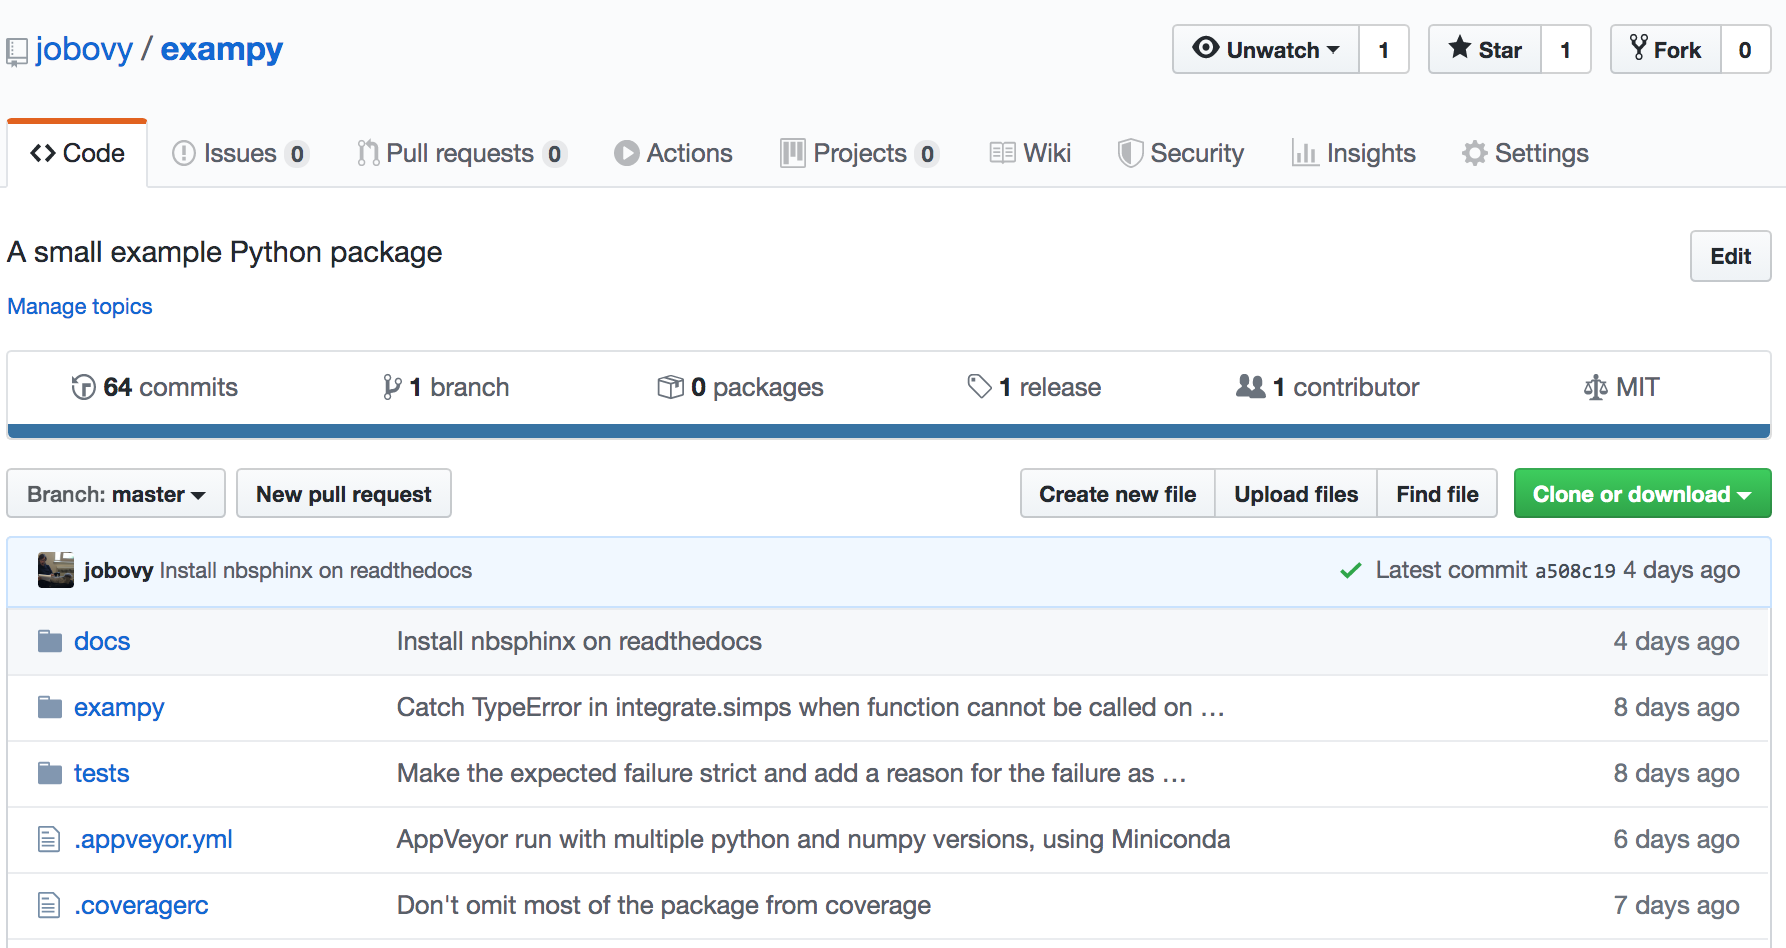 jobovy / exampy Unwatch 1 Star 1 Fork 0
Code Issues 0 Pull requests 0 Actions Projects 0 Wiki Security Insights Settings
A small example Python package Edit
Manage topics
64 commits 1 branch 0 packages 1 release 1 contributor MIT
Branch: master New pull request Create new file Upload files Find file Clone or download
jobovy Install nbsphinx on readthedocs Latest commit a508c19 4 days ago
docs Install nbsphinx on readthedocs 4 days ago
exampy Catch TypeError in integrate.simps when function cannot be called on … 8 days ago
tests Make the expected failure strict and add a reason for the failure as … 8 days ago
.appveyor.yml AppVeyor run with multiple python and numpy versions, using Miniconda 6 days ago
.coveragerc Don't omit most of the package from coverage 7 days ago